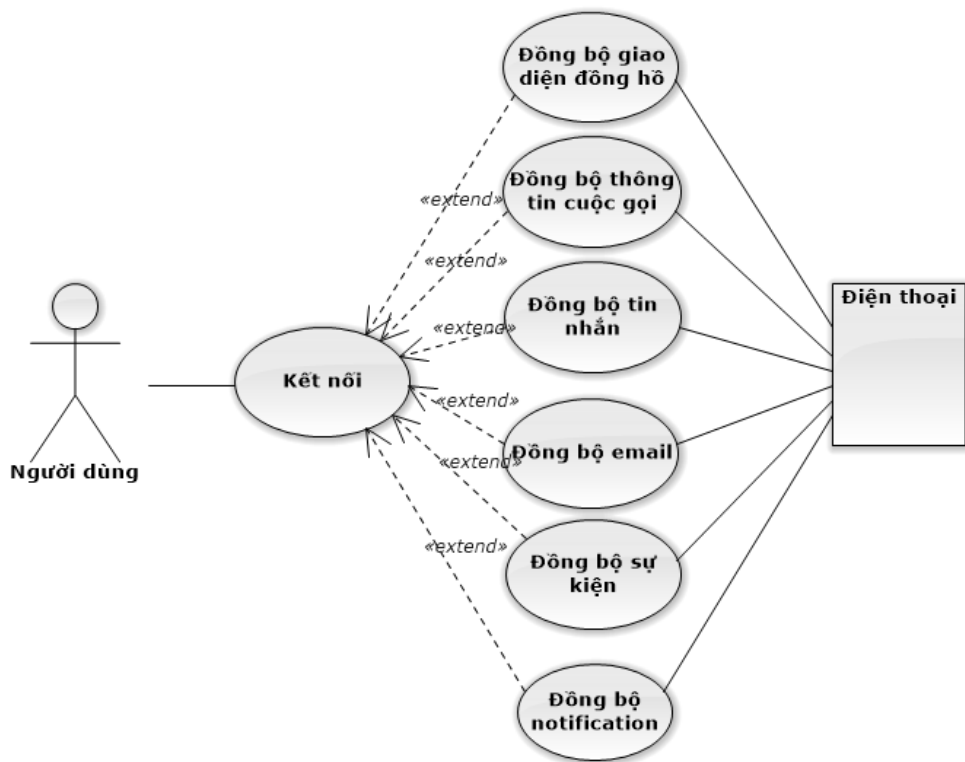 Đồng bộ giao
diện đồng hồ
Đồng bộ thông
tin cuộc gọi
«extend»
«extend»
Đồng bộ tin
nhắn
«extend»
Điện thoại
Kết nối
«extend»
Đồng bộ email
«extend»
Người dùng
«extend»
Đồng bộ sự
kiện
Đồng bộ
notification